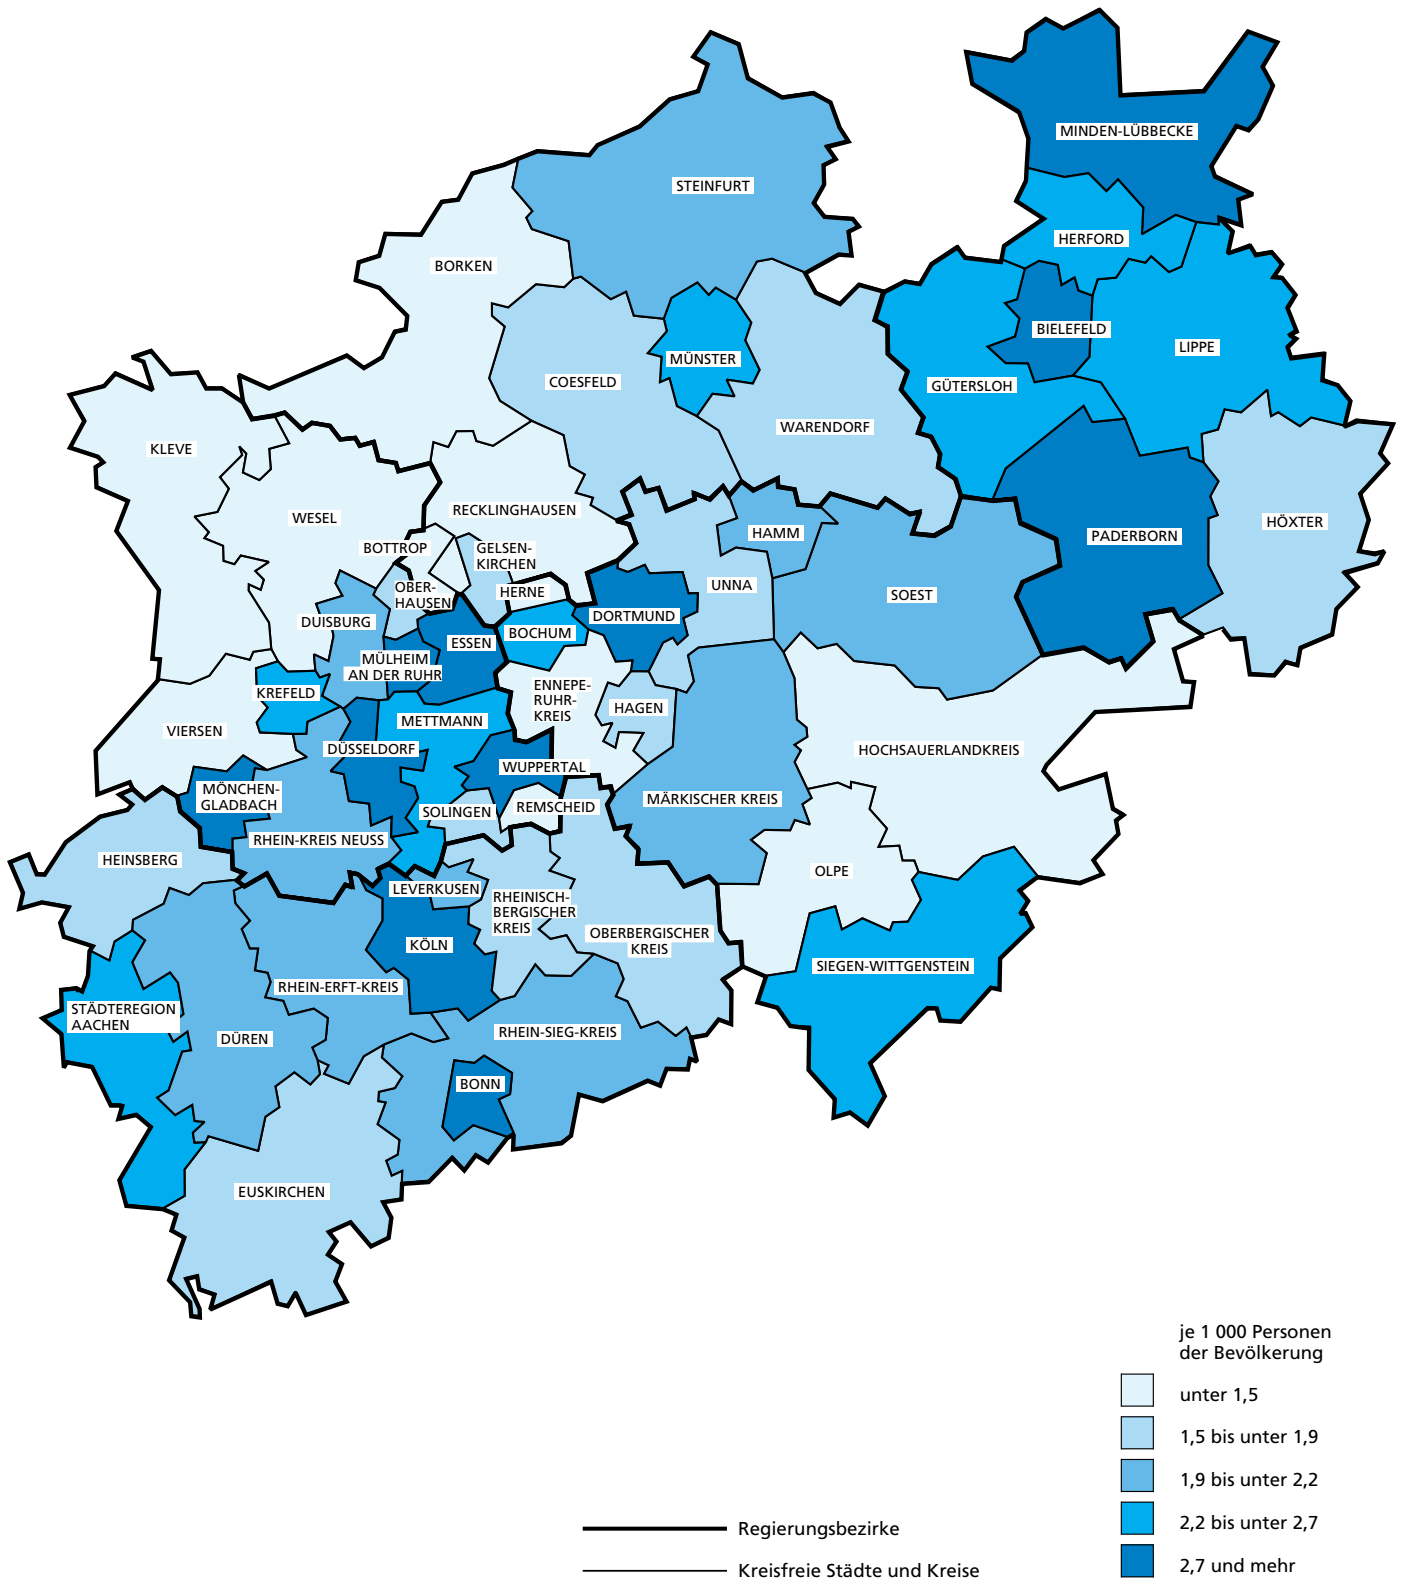 MINDEN-LÜBBECKE
STEINFURT
HERFORD
BORKEN
BIELEFELD
LIPPE
MÜNSTER
COESFELD
GÜTERSLOH
WARENDORF
KLEVE
RECKLINGHAUSEN
WESEL
HÖXTER
HAMM
PADERBORN
BOTTROP
GELSEN-
KIRCHEN
UNNA
OBER-
HAUSEN
HERNE
SOEST
DORTMUND
DUISBURG
BOCHUM
ESSEN
MÜLHEIM
AN DER RUHR
KREFELD
ENNEPE-
RUHR-
KREIS
HAGEN
METTMANN
VIERSEN
DÜSSELDORF
HOCHSAUERLANDKREIS
WUPPERTAL
MÖNCHEN-
GLADBACH
MÄRKISCHER KREIS
REMSCHEID
SOLINGEN
RHEIN-KREIS NEUSS
HEINSBERG
OLPE
LEVERKUSEN
RHEINISCH-
BERGISCHER
KREIS
OBERBERGISCHER
KREIS
KÖLN
SIEGEN-WITTGENSTEIN
RHEIN-ERFT-KREIS
STÄDTEREGION
AACHEN
RHEIN-SIEG-KREIS
DÜREN
BONN
EUSKIRCHEN
je 1 000 Personen
der Bevölkerung
unter 1,5
1,5 bis unter 1,9
1,9 bis unter 2,2
2,2 bis unter 2,7
2,7 und mehr
Regierungsbezirke
Kreisfreie Städte und Kreise